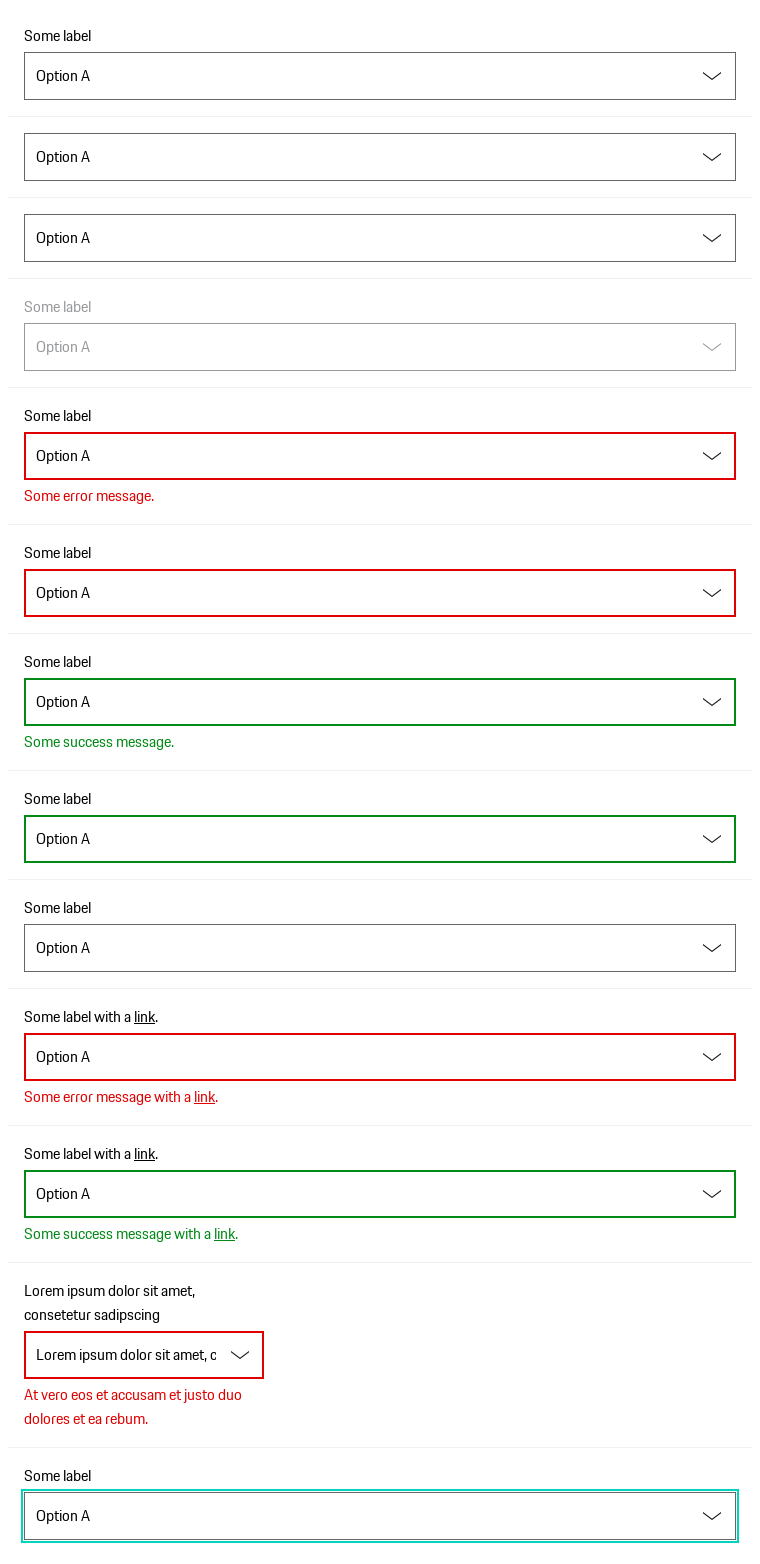 Some label
Option A
Option A
Option A
Some label
Option A
Some label
Option A
Some error message.
Some label
Option A
Some label
Option A
Some success message.
Some label
Option A
Some label
Option A
Some label with a link.
Option A
Some error message with a link.
Some label with a link.
Option A
Some success message with a link.
Lorem ipsum dolor sit amet,
consetetur sadipscing
Lorem ipsum dolor sit amet, c
At vero eos et accusam et justo duo
dolores et ea rebum.
Some label
Option A